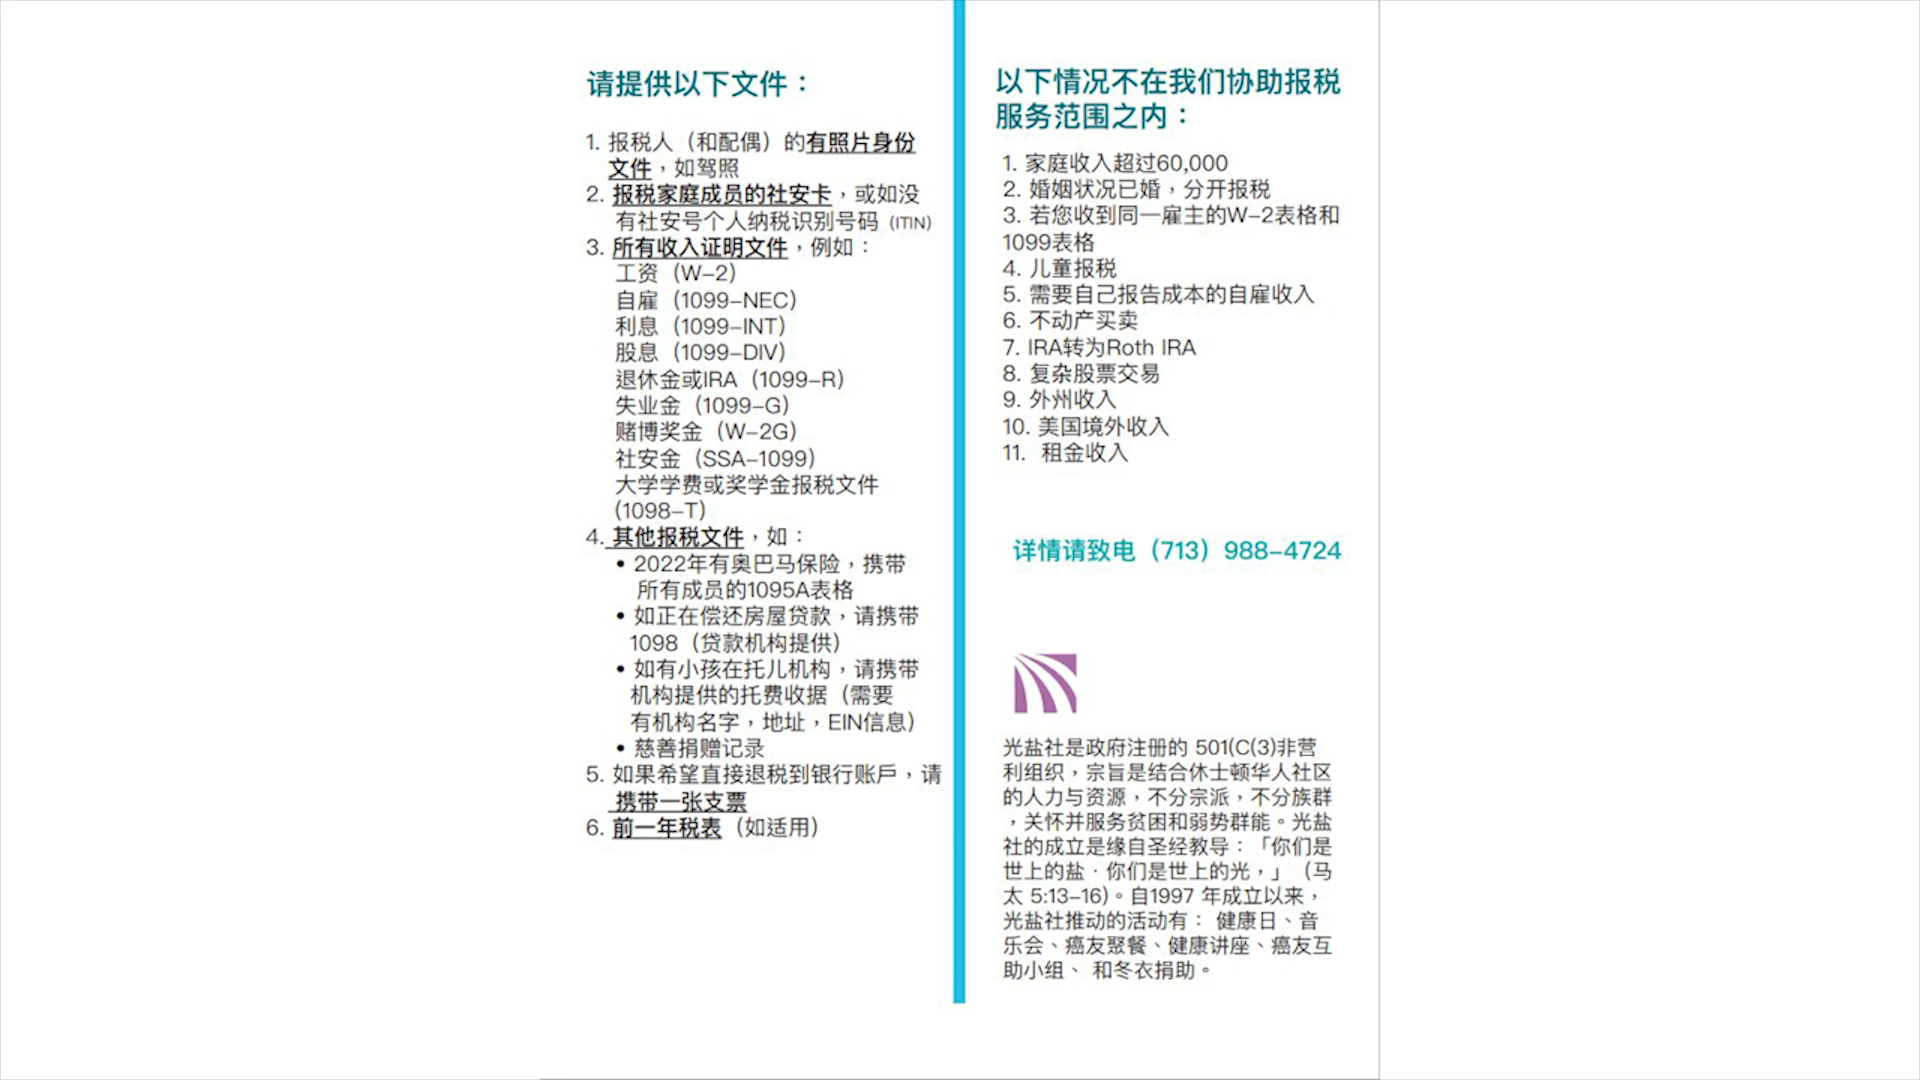 请提供以下文件：
1. 报税人（和配偶）的有照片身份
文件，如驾照
2. 报税家庭成员的社安卡，或如没
有社安号个人纳税识别号码（ITIN）
3. 所有收入证明文件，例如：
工资（W-2）
自雇（1099-NEC）
利息（1099-INT）
股息（1099-DIV）
退休金或IRA（1099-R）
失业金（1099-G）
赌博奖金（W-2G）
社安金（SSA-1099）
大学学费或奖学金报税文件
(1098-T)
4. 其他报税文件，如：
• 2022年有奥巴马保险，携带
所有成员的1095A表格
• 如正在偿还房屋贷款，请携带
1098（贷款机构提供）
• 如有小孩在托儿机构，请携带
机构提供的托费收据（需要
有机构名字，地址，EIN信息）
• 慈善捐赠记录
5. 如果希望直接退税到银行账戶，请
携带一张支票
6. 前一年税表（如适用）
以下情况不在我们协助报税
服务范围之内：
1. 家庭收入超过60,000
2. 婚姻状况已婚，分开报税
3. 若您收到同一雇主的W-2表格和
1099表格
4. 儿童报税
5. 需要自己报告成本的自雇收入
6. 不动产买卖
7. IRA转为Roth IRA
8. 复杂股票交易
9. 外州收入
10. 美国境外收入
11. 租金收入
详情请致电（713）988-4724
光盐社是政府注册的 501(C(3)非营
利组织，宗旨是结合休士顿华人社区
的人力与资源，不分宗派，不分族群
，关怀并服务贫困和弱势群能。光盐
社的成立是缘自圣经教导：「你们是
世上的盐．你们是世上的光，」（马
太 5:13-16)。自1997 年成立以来，
光盐社推动的活动有： 健康日、音
乐会、癌友聚餐、健康讲座、癌友互
助小组、 和冬衣捐助。